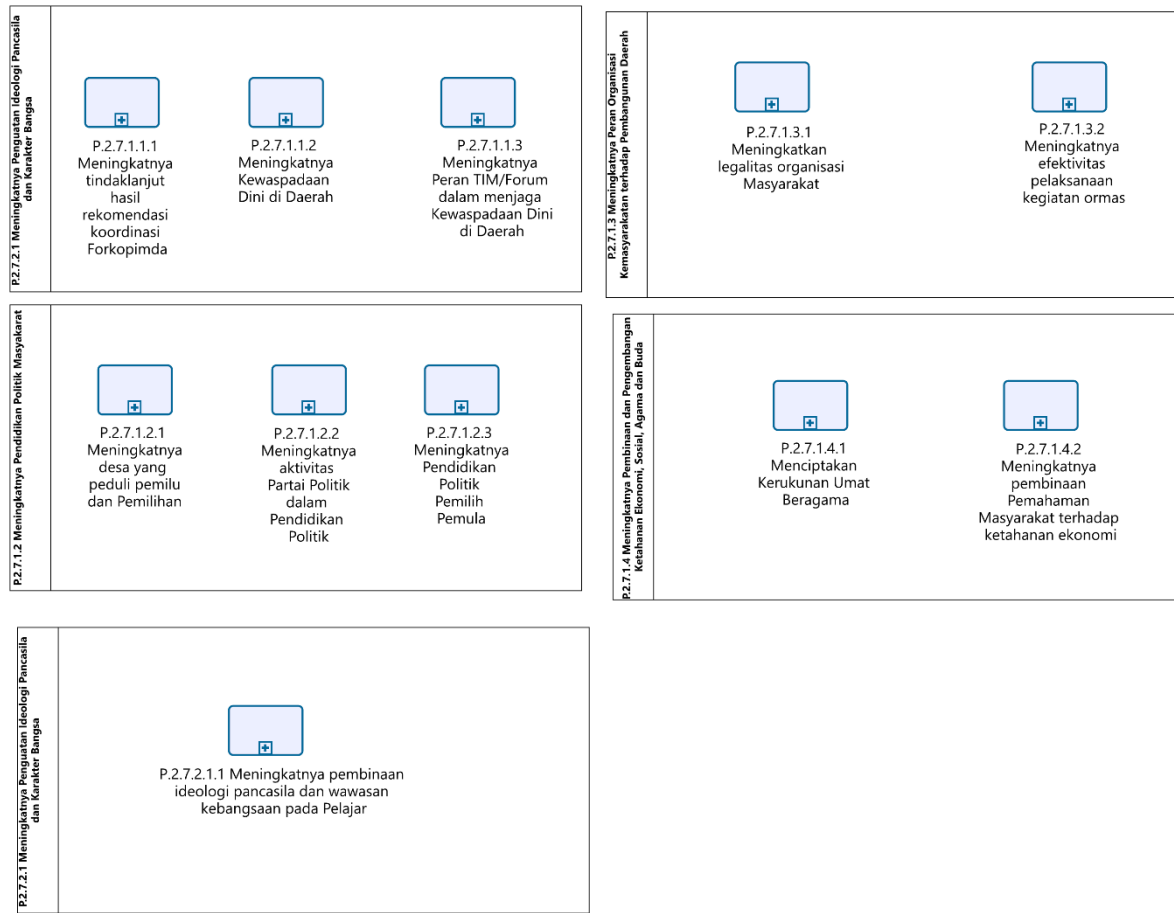 P.2.7.2.1 Meningkatnya Penguatan Ideologi Pancasila
dan Karakter Bangsa
P.2.7.1.1.1
Meningkatnya
tindaklanjut
hasil
rekomendasi
koordinasi
Forkopimda
P.2.7.1.1.2
Meningkatnya
Kewaspadaan
Dini di Daerah
P.2.7.1.1.3
Meningkatnya
Peran TIM/Forum
dalam menjaga
Kewaspadaan Dini
di Daerah
P.2.7.1.3 Meningkatnya Peran Organisasi
Kemasyarakatan terhadap Pembangunan Daerah
P.2.7.1.3.1
Meningkatkan
legalitas organisasi
Masyarakat
P.2.7.1.3.2
Meningkatnya
efektivitas
pelaksanaan
kegiatan ormas
P.2.7.1.2 Meningkatnya Pendidikan Politik Masyakarat
P.2.7.1.2.1
Meningkatnya
desa yang
peduli pemilu
dan Pemilihan
P.2.7.1.2.2
Meningkatnya
aktivitas
Partai Politik
dalam
Pendidikan
Politik
P.2.7.1.2.3
Meningkatnya
Pendidikan
Politik
Pemilih
Pemula
P.2.7.1.4 Meningkatnya Pembinaan dan Pengembangan
Ketahanan Ekonomi, Sosial, Agama dan Buda
P.2.7.1.4.1
Menciptakan
Kerukunan Umat
Beragama
P.2.7.1.4.2
Meningkatnya
pembinaan
Pemahaman
Masyarakat terhadap
ketahanan ekonomi
P.2.7.2.1 Meningkatnya Penguatan Ideologi Pancasila
dan Karakter Bangsa
P.2.7.2.1.1 Meningkatnya pembinaan
ideologi pancasila dan wawasan
kebangsaan pada Pelajar